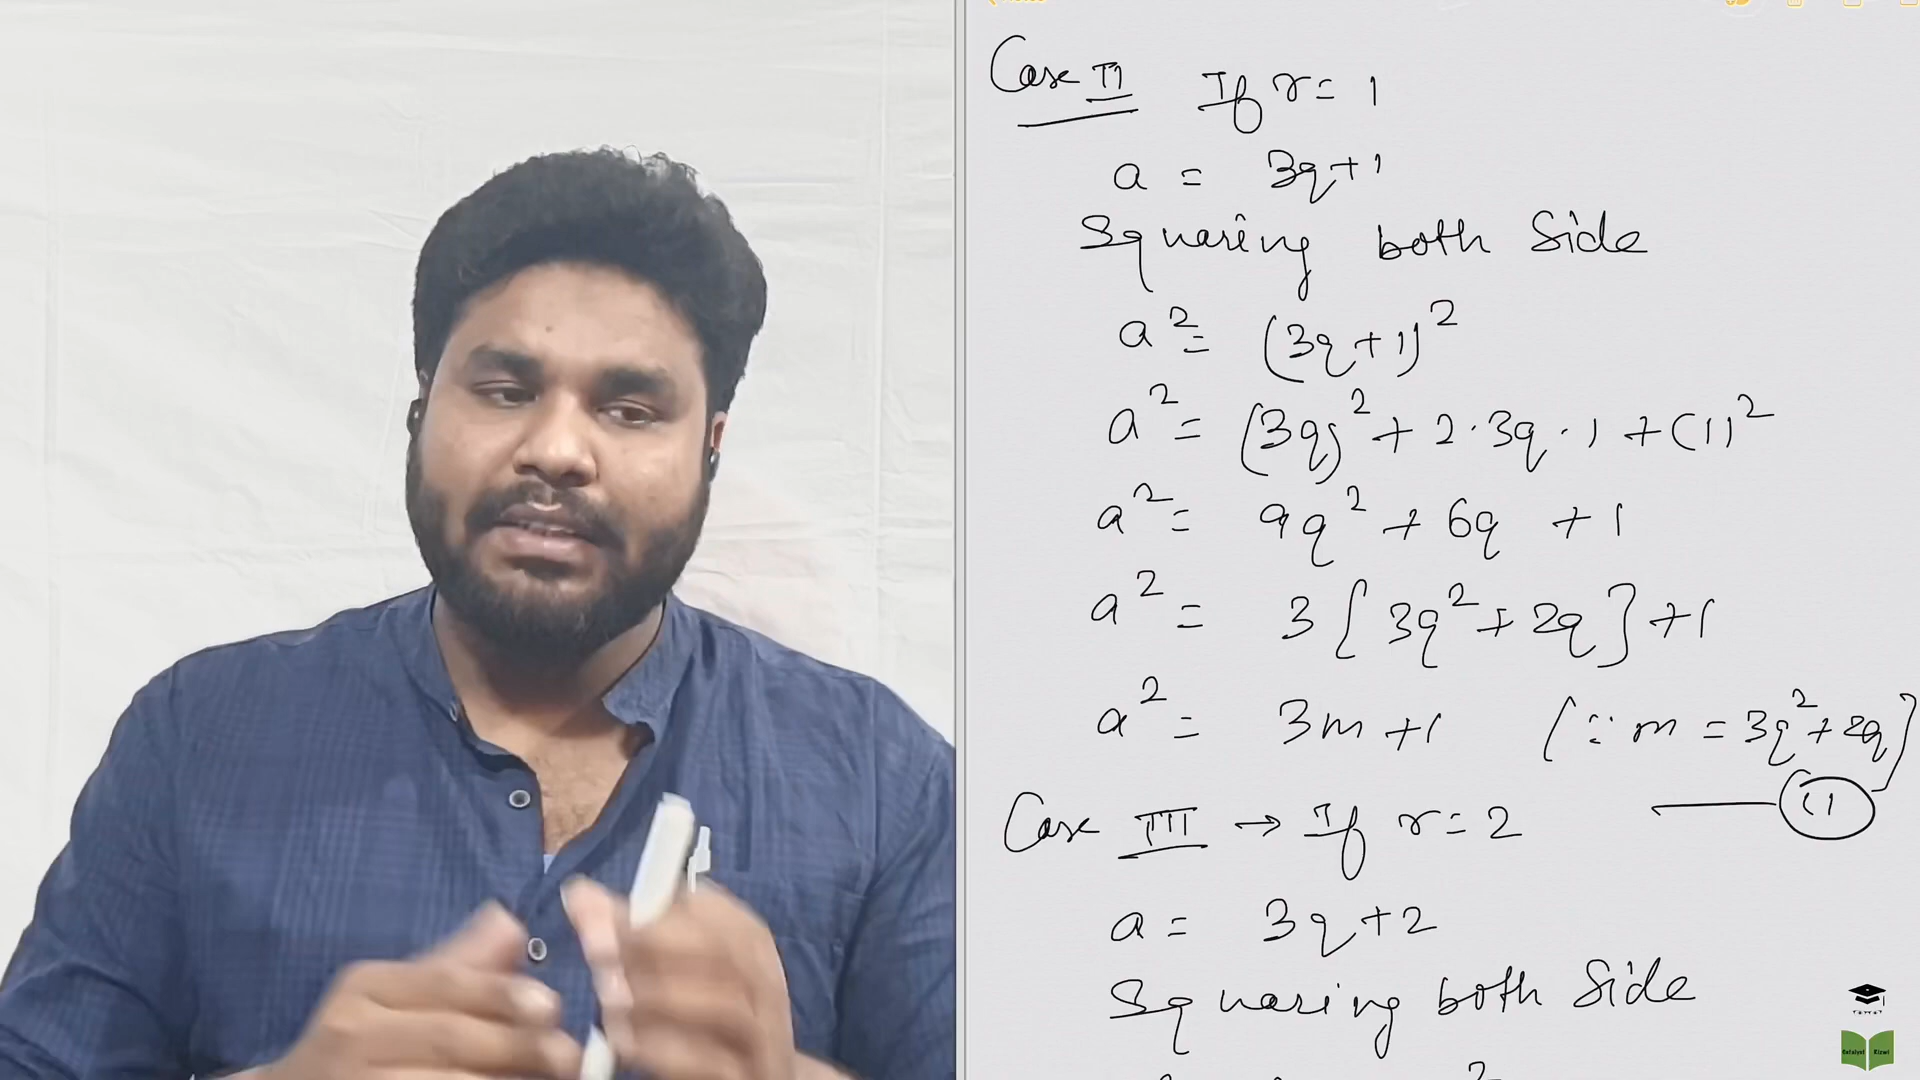 Case II If r = 1
a = 3q+1
Squaring both Side
a² = (3q+1)²
a² = (3q)² + 2·3q·1 + (1)²
a² = 9q² + 6q + 1
a² = 3[3q² + 2q] + 1
a² = 3m + 1 (∵ m = 3q² + 2q)
Case III → If r = 2
a = 3q+2
Squaring both Side
Catalyst Rizwi